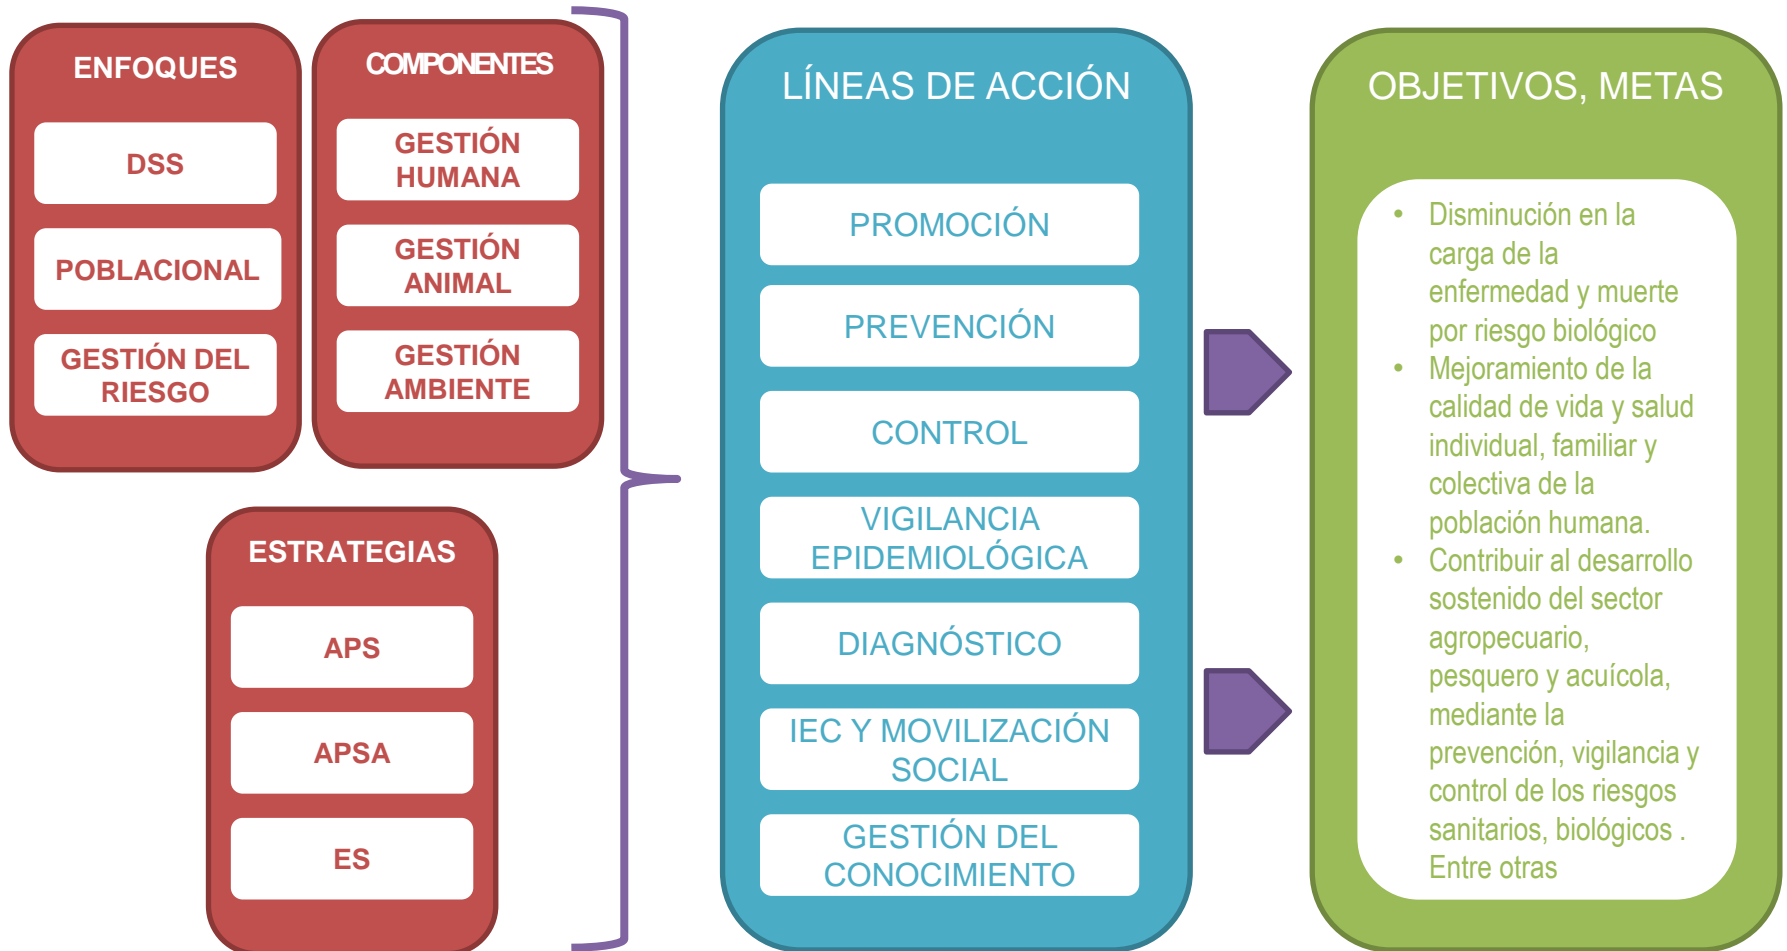 ENFOQUES
DSS
POBLACIONAL
GESTIÓN DEL
RIESGO
COMPONENTES
GESTIÓN
HUMANA
GESTIÓN
ANIMAL
GESTIÓN
AMBIENTE
ESTRATEGIAS
APS
APSA
ES
LÍNEAS DE ACCIÓN
PROMOCIÓN
PREVENCIÓN
CONTROL
VIGILANCIA
EPIDEMIOLÓGICA
DIAGNÓSTICO
IEC Y MOVILIZACIÓN
SOCIAL
GESTIÓN DEL
CONOCIMIENTO
OBJETIVOS, METAS
• Disminución en la
carga de la
enfermedad y muerte
por riesgo biológico
• Mejoramiento de la
calidad de vida y salud
individual, familiar y
colectiva de la
población humana.
• Contribuir al desarrollo
sostenido del sector
agropecuario,
pesquero y acuícola,
mediante la
prevención, vigilancia y
control de los riesgos
sanitarios, biológicos .
Entre otras